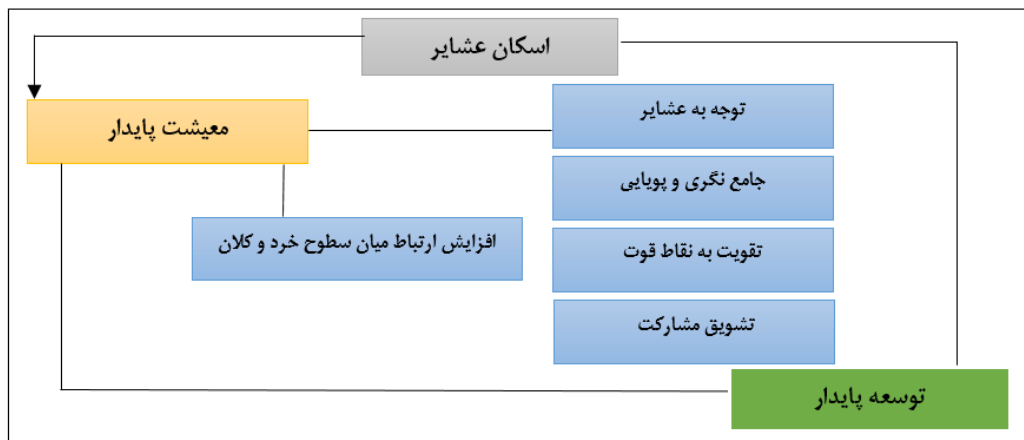 اسکان عشایر
توجه به عشایر
معیشت پایدار
جامع نگری و پویایی
افزایش ارتباط میان سطوح خرد و کلان
تقویت به نقاط قوت
تشویق مشارکت
توسعه پایدار